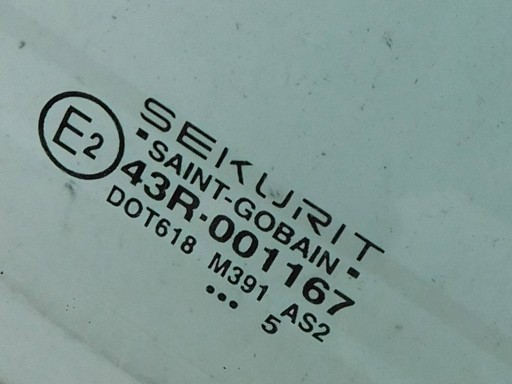 SEKURIT
E2
▪SAINT-GOBAIN▪
43R-001167
DOT618 M391 AS2
••• 5